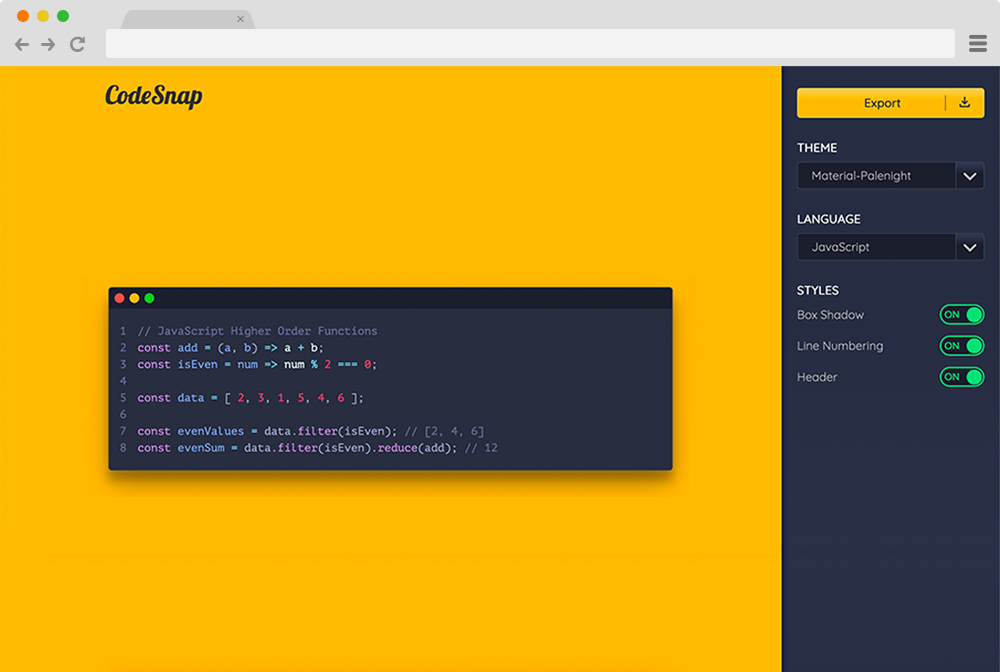 CodeSnap
1 // JavaScript Higher Order Functions
2 const add = (a, b) => a + b;
3 const isEven = num => num % 2 === 0;
4
5 const data = [ 2, 3, 1, 5, 4, 6 ];
6
7 const evenValues = data.filter(isEven); // [2, 4, 6]
8 const evenSum = data.filter(isEven).reduce(add); // 12
Export
THEME
Material-Palenight
LANGUAGE
JavaScript
STYLES
Box Shadow ON
Line Numbering ON
Header ON